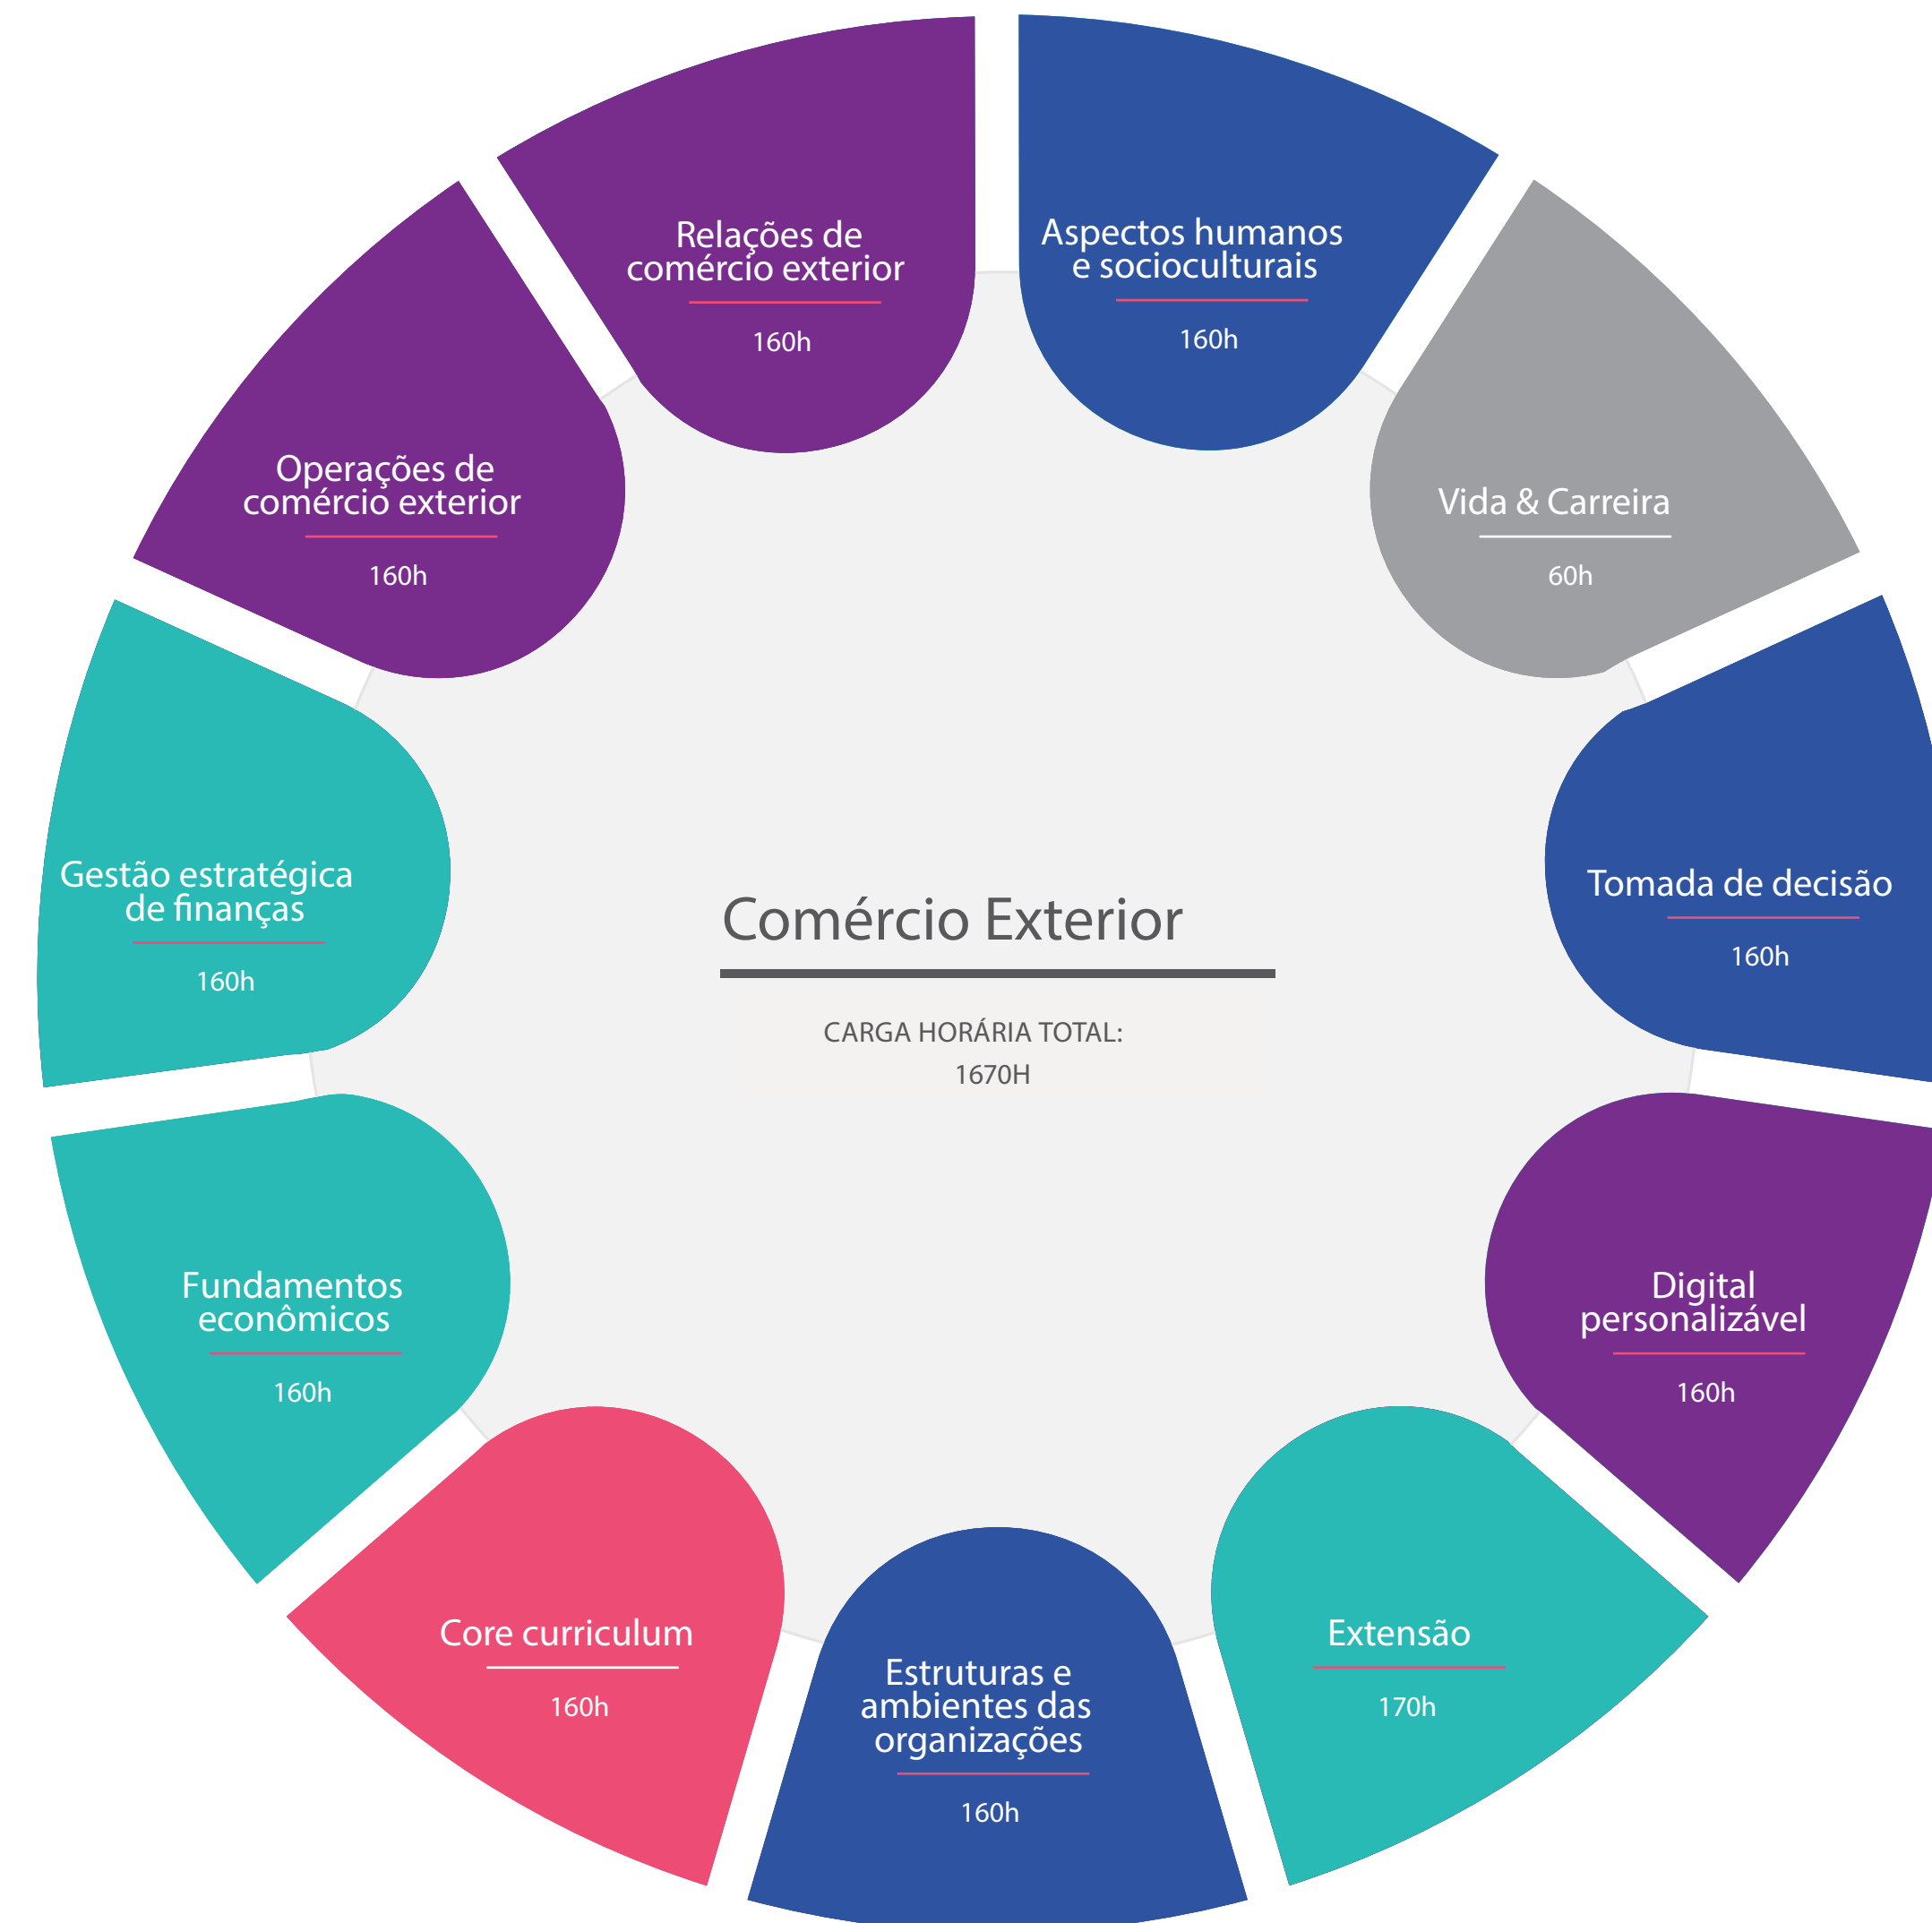 Relações de
comércio exterior
160h
Aspectos humanos
e socioculturais
160h
Vida & Carreira
60h
Tomada de decisão
160h
Digital
personalizável
160h
Extensão
170h
Estruturas e
ambientes das
organizações
160h
Core curriculum
160h
Fundamentos
econômicos
160h
Gestão estratégica
de finanças
160h
Operações de
comércio exterior
160h
Comércio Exterior
CARGA HORÁRIA TOTAL:
1670H